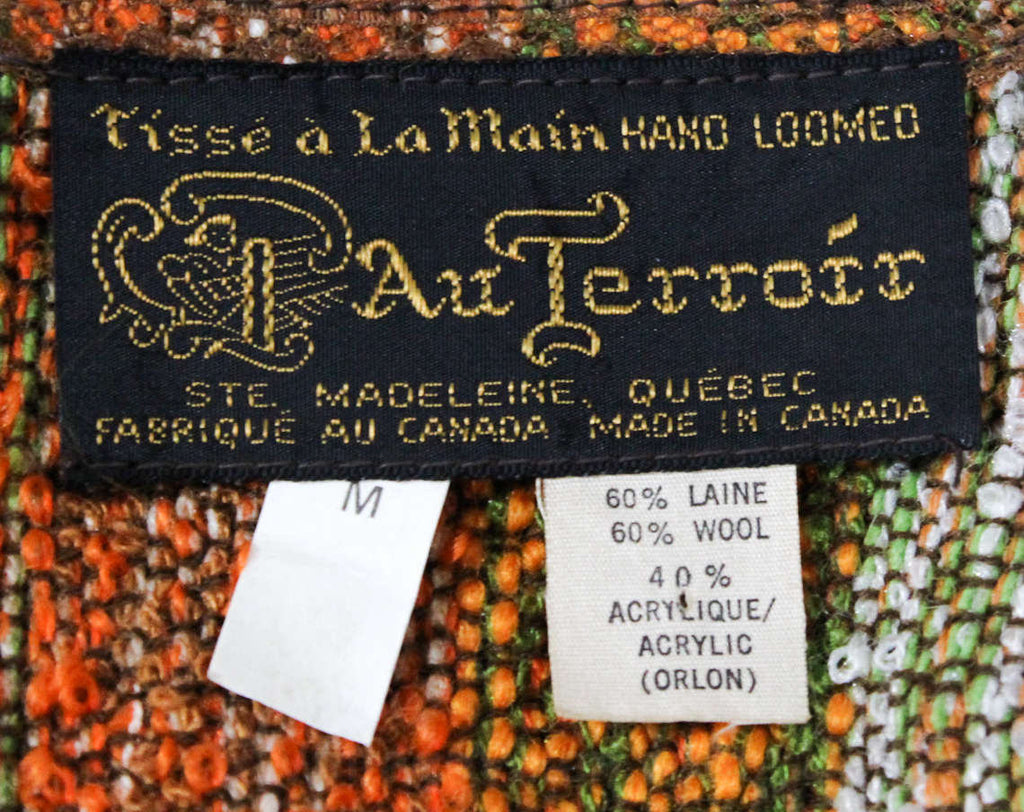 Tissé à La Main HAND LOOMED
Au Terroir
STE. MADELEINE, QUÉBEC
FABRIQUÉ AU CANADA MADE IN CANADA
M
60% LAINE
60% WOOL
40%
ACRYLIQUE/
ACRYLIC
(ORLON)